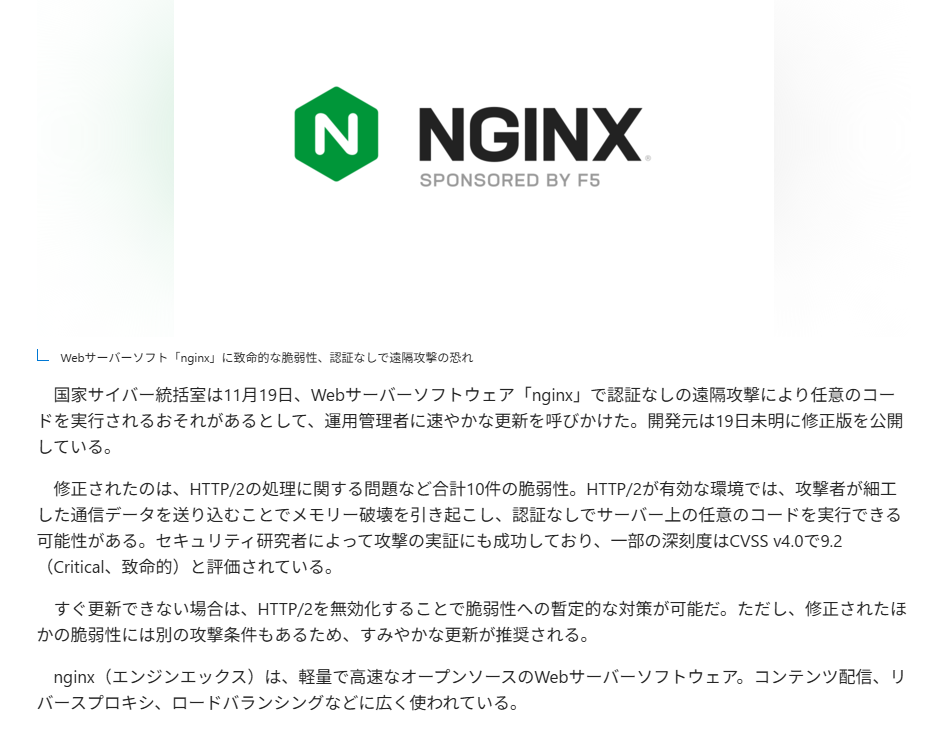 N NGINX®
SPONSORED BY F5
Webサーバーソフト「nginx」に致命的な脆弱性、認証なしで遠隔攻撃の恐れ
国家サイバー統括室は11月19日、Webサーバーソフトウェア「nginx」で認証なしの遠隔攻撃により任意のコー
ドを実行されるおそれがあるとして、運用管理者に速やかな更新を呼びかけた。開発元は19日未明に修正版を公開
している。
修正されたのは、HTTP/2の処理に関する問題など合計10件の脆弱性。HTTP/2が有効な環境では、攻撃者が細工
した通信データを送り込むことでメモリー破壊を引き起こし、認証なしでサーバー上の任意のコードを実行できる
可能性がある。セキュリティ研究者によって攻撃の実証にも成功しており、一部の深刻度はCVSS v4.0で9.2
（Critical、致命的）と評価されている。
すぐ更新できない場合は、HTTP/2を無効化することで脆弱性への暫定的な対策が可能だ。ただし、修正されたほ
かの脆弱性には別の攻撃条件もあるため、すみやかな更新が推奨される。
nginx（エンジンエックス）は、軽量で高速なオープンソースのWebサーバーソフトウェア。コンテンツ配信、リ
バースプロキシ、ロードバランシングなどに広く使われている。